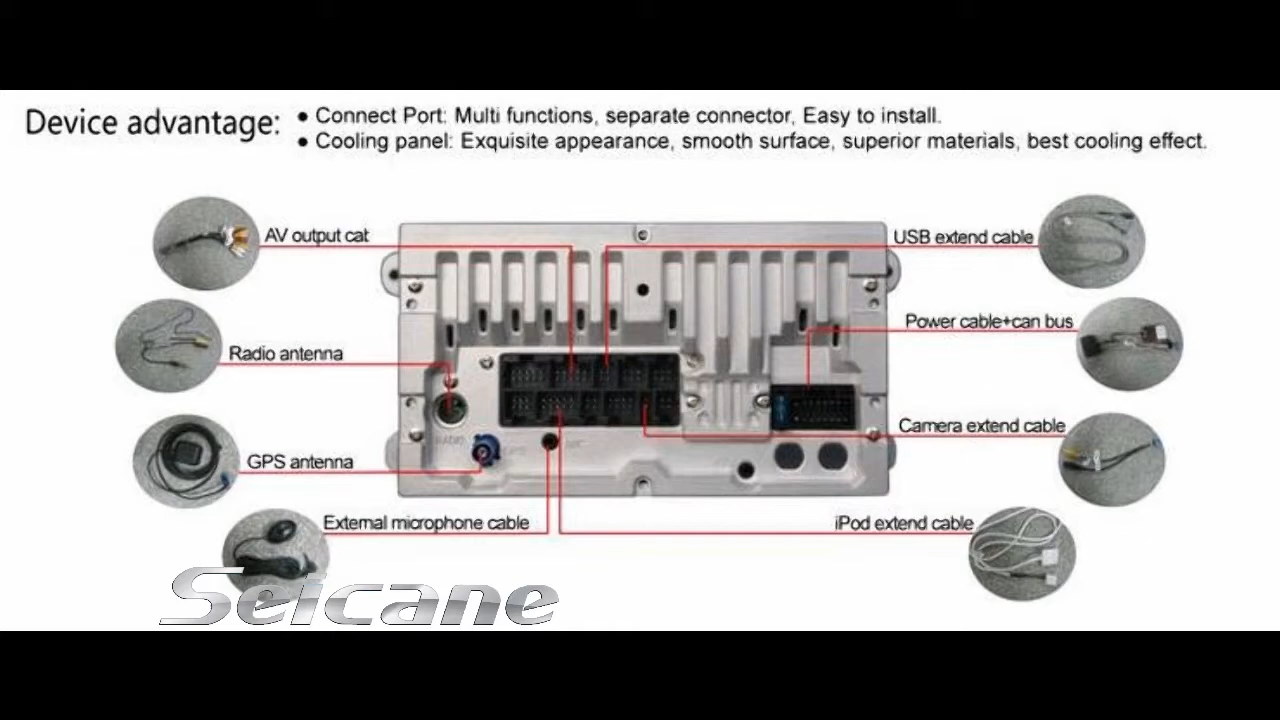 Device advantage:
● Connect Port: Multi functions, separate connector, Easy to install.
● Cooling panel: Exquisite appearance, smooth surface, superior materials, best cooling effect.
AV output cat
USB extend cable
Power cable+can bus
Radio antenna
RADIO
Camera extend cable
GPS antenna
External microphone cable
iPod extend cable
Seicane